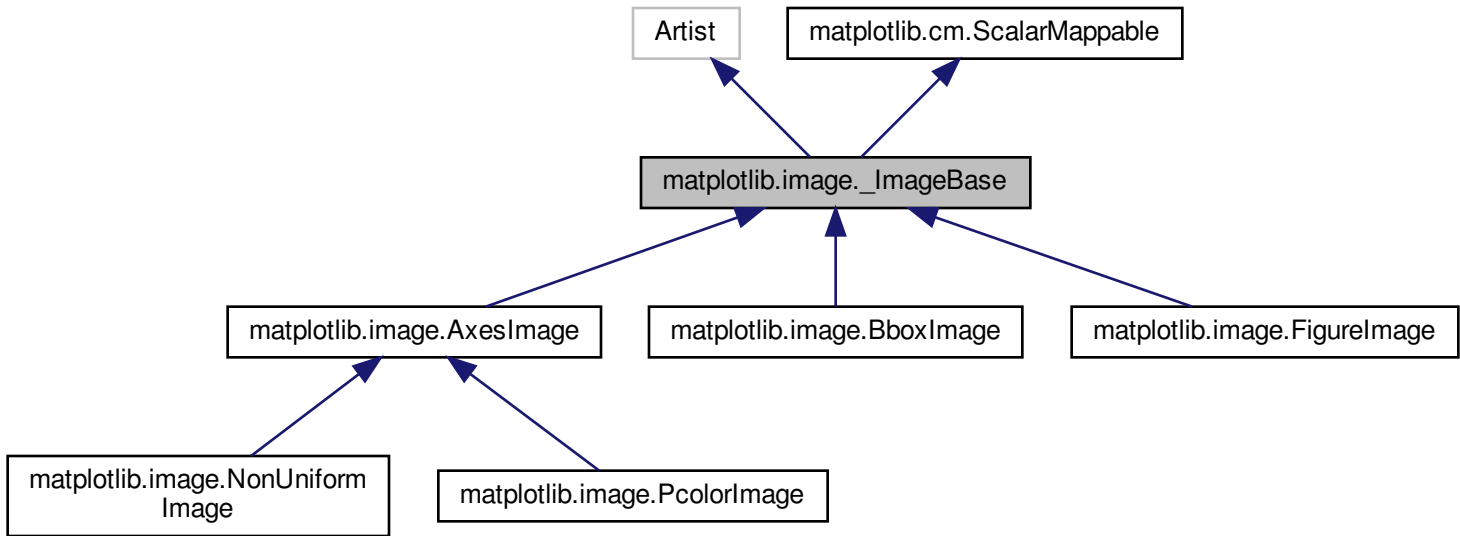 Artist
matplotlib.cm.ScalarMappable
matplotlib.image._ImageBase
matplotlib.image.AxesImage
matplotlib.image.BboxImage
matplotlib.image.FigureImage
matplotlib.image.NonUniform
Image
matplotlib.image.PcolorImage